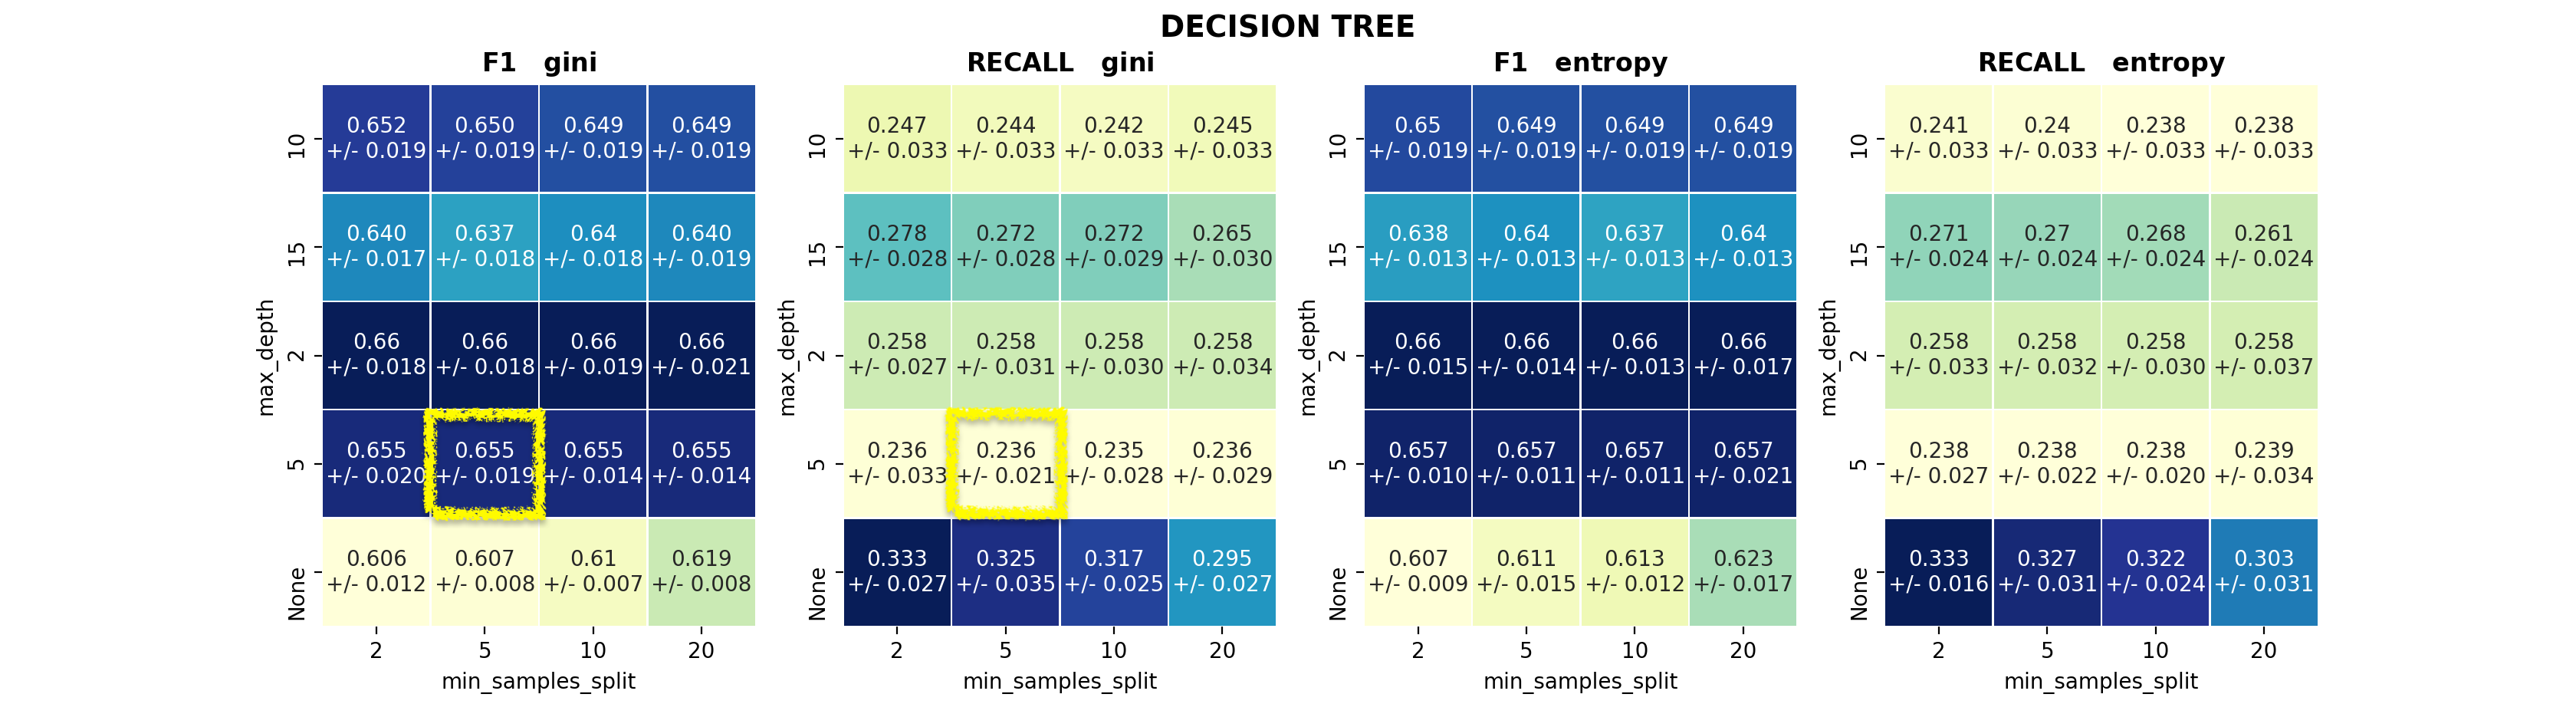 DECISION TREE
F1 gini
max_depth
10
0.652 0.650 0.649 0.649
+/- 0.019 +/- 0.019 +/- 0.019 +/- 0.019
15
0.640 0.637 0.64 0.640
+/- 0.017 +/- 0.018 +/- 0.018 +/- 0.019
2
0.66 0.66 0.66 0.66
+/- 0.018 +/- 0.018 +/- 0.019 +/- 0.021
5
0.655 0.655 0.655 0.655
+/- 0.020 +/- 0.019 +/- 0.014 +/- 0.014
None
0.606 0.607 0.61 0.619
+/- 0.012 +/- 0.008 +/- 0.007 +/- 0.008
2 5 10 20
min_samples_split
RECALL gini
max_depth
10
0.247 0.244 0.242 0.245
+/- 0.033 +/- 0.033 +/- 0.033 +/- 0.033
15
0.278 0.272 0.272 0.265
+/- 0.028 +/- 0.028 +/- 0.029 +/- 0.030
2
0.258 0.258 0.258 0.258
+/- 0.027 +/- 0.031 +/- 0.030 +/- 0.034
5
0.236 0.236 0.235 0.236
+/- 0.033 +/- 0.021 +/- 0.028 +/- 0.029
None
0.333 0.325 0.317 0.295
+/- 0.027 +/- 0.035 +/- 0.025 +/- 0.027
2 5 10 20
min_samples_split
F1 entropy
max_depth
10
0.65 0.649 0.649 0.649
+/- 0.019 +/- 0.019 +/- 0.019 +/- 0.019
15
0.638 0.64 0.637 0.64
+/- 0.013 +/- 0.013 +/- 0.013 +/- 0.013
2
0.66 0.66 0.66 0.66
+/- 0.015 +/- 0.014 +/- 0.013 +/- 0.017
5
0.657 0.657 0.657 0.657
+/- 0.010 +/- 0.011 +/- 0.011 +/- 0.021
None
0.607 0.611 0.613 0.623
+/- 0.009 +/- 0.015 +/- 0.012 +/- 0.017
2 5 10 20
min_samples_split
RECALL entropy
max_depth
10
0.241 0.24 0.238 0.238
+/- 0.033 +/- 0.033 +/- 0.033 +/- 0.033
15
0.271 0.27 0.268 0.261
+/- 0.024 +/- 0.024 +/- 0.024 +/- 0.024
2
0.258 0.258 0.258 0.258
+/- 0.033 +/- 0.032 +/- 0.030 +/- 0.037
5
0.238 0.238 0.238 0.239
+/- 0.027 +/- 0.022 +/- 0.020 +/- 0.034
None
0.333 0.327 0.322 0.303
+/- 0.016 +/- 0.031 +/- 0.024 +/- 0.031
2 5 10 20
min_samples_split